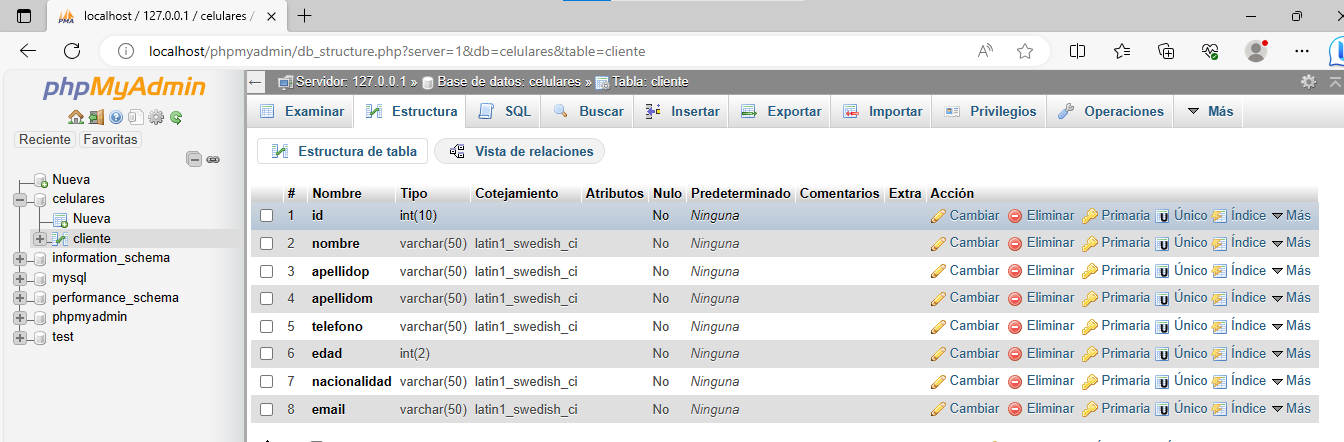 localhost / 127.0.0.1 / celulares /
localhost/phpmyadmin/db_structure.php?server=1&db=celulares&table=cliente
phpMyAdmin
Reciente Favoritas
Nueva
celulares
Nueva
cliente
information_schema
mysql
performance_schema
phpmyadmin
test
Servidor: 127.0.0.1 » Base de datos: celulares » Tabla: cliente
Examinar Estructura SQL Buscar Insertar Exportar Importar Privilegios Operaciones Más
Estructura de tabla Vista de relaciones
# Nombre Tipo Cotejamiento Atributos Nulo Predeterminado Comentarios Extra Acción
1 id int(10) No Ninguna Cambiar Eliminar Primaria Único Índice Más
2 nombre varchar(50) latin1_swedish_ci No Ninguna Cambiar Eliminar Primaria Único Índice Más
3 apellidop varchar(50) latin1_swedish_ci No Ninguna Cambiar Eliminar Primaria Único Índice Más
4 apellidom varchar(50) latin1_swedish_ci No Ninguna Cambiar Eliminar Primaria Único Índice Más
5 telefono varchar(50) latin1_swedish_ci No Ninguna Cambiar Eliminar Primaria Único Índice Más
6 edad int(2) No Ninguna Cambiar Eliminar Primaria Único Índice Más
7 nacionalidad varchar(50) latin1_swedish_ci No Ninguna Cambiar Eliminar Primaria Único Índice Más
8 email varchar(50) latin1_swedish_ci No Ninguna Cambiar Eliminar Primaria Único Índice Más